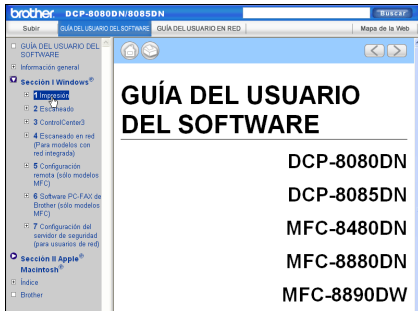 brother. DCP-8080DN/8085DN
Buscar
Subir
GUÍA DEL USUARIO DEL SOFTWARE
GUÍA DEL USUARIO EN RED
Mapa de la Web
GUÍA DEL USUARIO DEL
SOFTWARE
Información general
Sección I Windows®
1 Impresión
2 Escaneado
3 ControlCenter3
4 Escaneado en red
(Para modelos con
red integrada)
5 Configuración
remota (sólo modelos
MFC)
6 Software PC-FAX de
Brother (sólo modelos
MFC)
7 Configuración del
servidor de seguridad
(para usuarios de red)
Sección II Apple®
Macintosh®
Índice
Brother
GUÍA DEL USUARIO
DEL SOFTWARE
DCP-8080DN
DCP-8085DN
MFC-8480DN
MFC-8880DN
MFC-8890DW